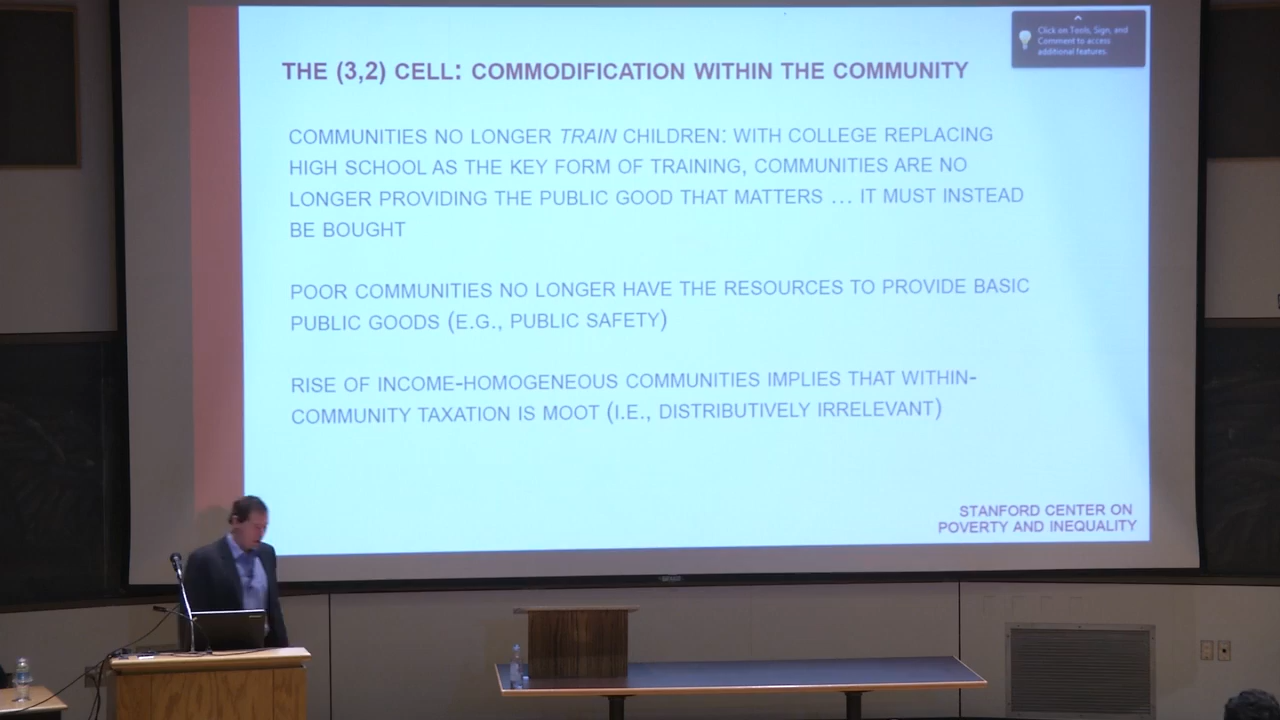 Click on Tools, Sign, and
Comment to access
additional features.
THE (3,2) CELL: COMMODIFICATION WITHIN THE COMMUNITY
COMMUNITIES NO LONGER TRAIN CHILDREN: WITH COLLEGE REPLACING
HIGH SCHOOL AS THE KEY FORM OF TRAINING, COMMUNITIES ARE NO
LONGER PROVIDING THE PUBLIC GOOD THAT MATTERS ... IT MUST INSTEAD
BE BOUGHT
POOR COMMUNITIES NO LONGER HAVE THE RESOURCES TO PROVIDE BASIC
PUBLIC GOODS (E.G., PUBLIC SAFETY)
RISE OF INCOME-HOMOGENEOUS COMMUNITIES IMPLIES THAT WITHIN-
COMMUNITY TAXATION IS MOOT (I.E., DISTRIBUTIVELY IRRELEVANT)
STANFORD CENTER ON
POVERTY AND INEQUALITY